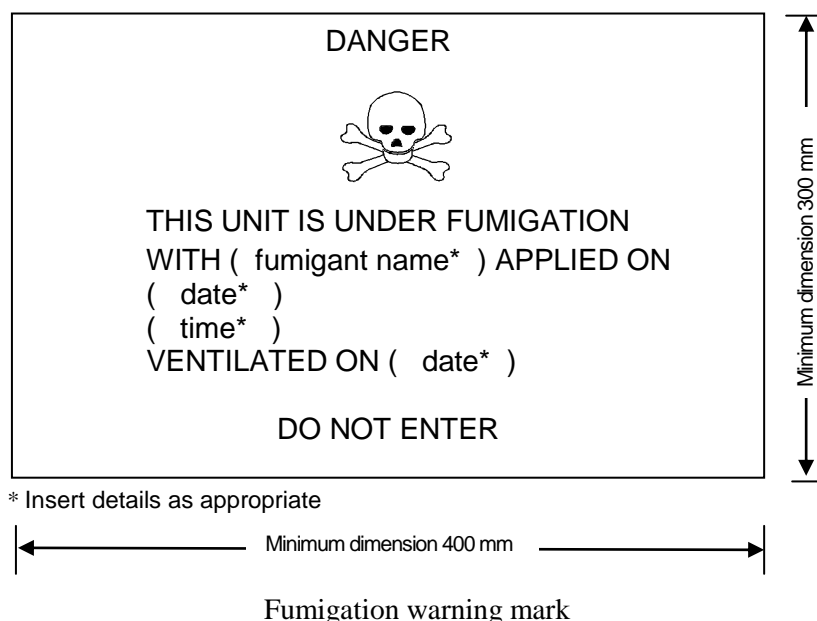 DANGER
THIS UNIT IS UNDER FUMIGATION
WITH ( fumigant name* ) APPLIED ON
( date* )
( time* )
VENTILATED ON ( date* )
DO NOT ENTER
Minimum dimension 300 mm
* Insert details as appropriate
Minimum dimension 400 mm
Fumigation warning mark